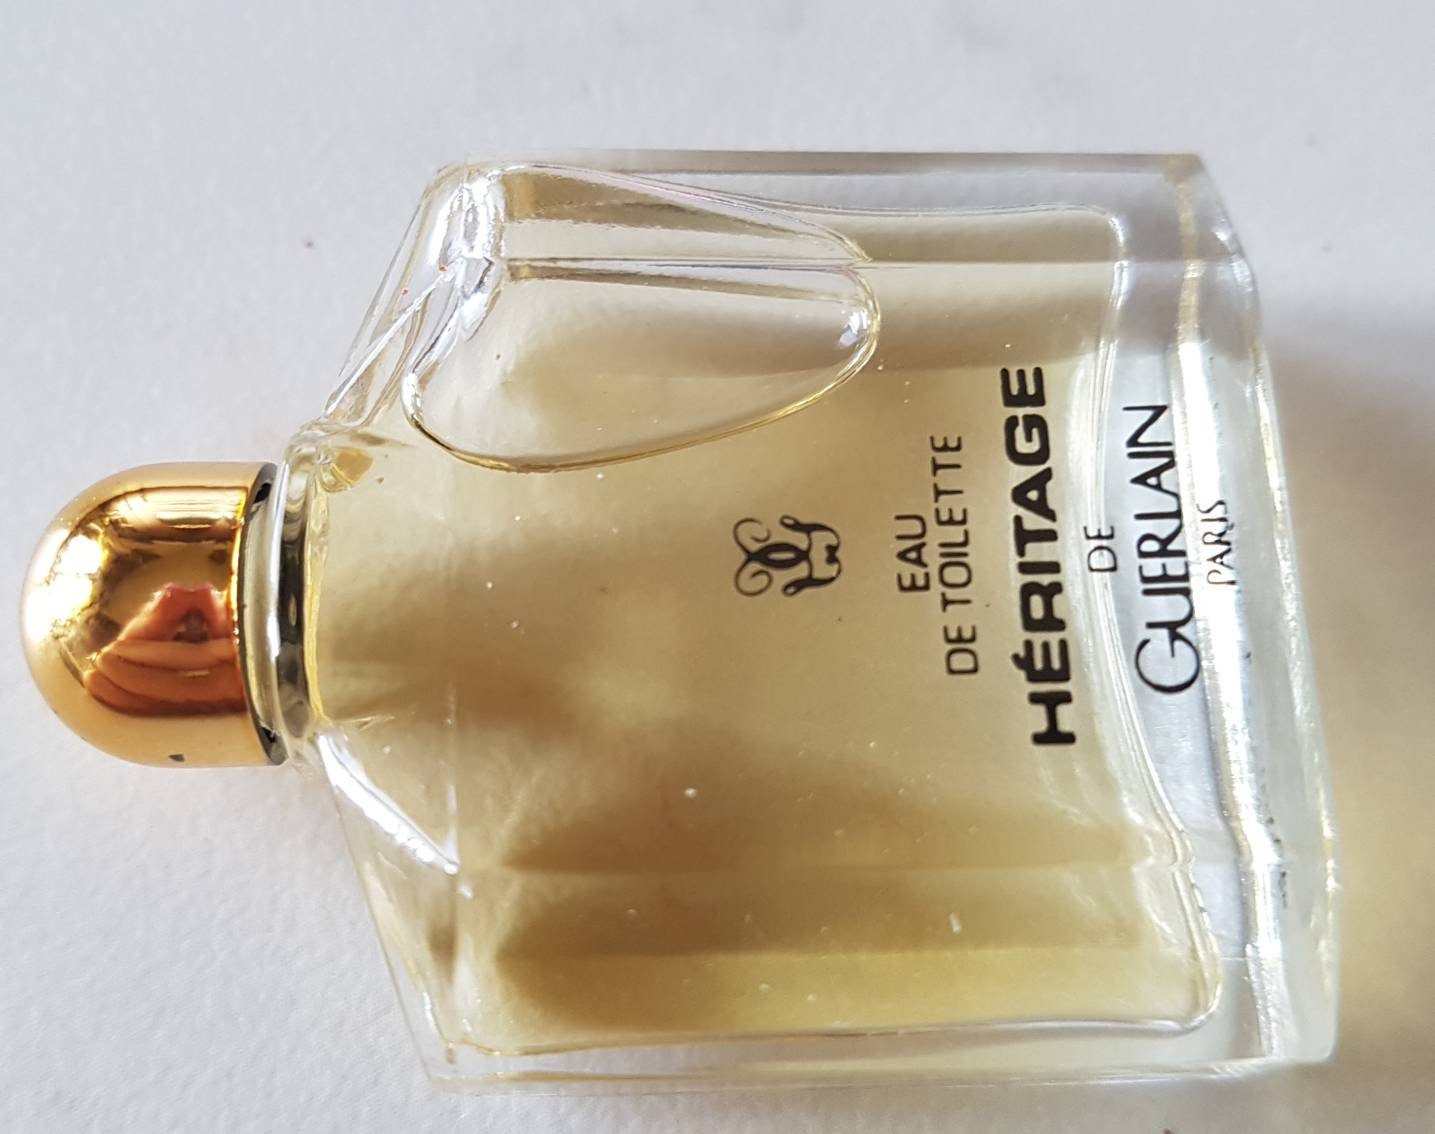 EAU
DE TOILETTE
HÉRITAGE
DE
GUERLAIN
PARIS